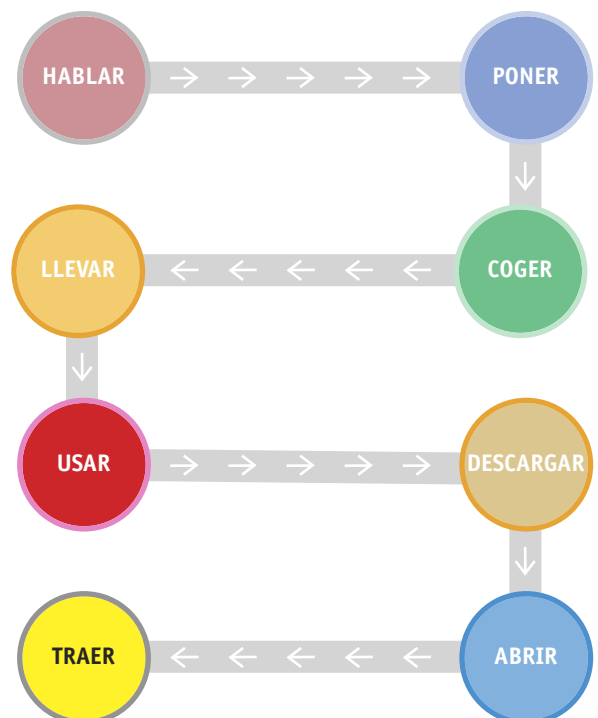 HABLAR
PONER
COGER
LLEVAR
USAR
DESCARGAR
ABRIR
TRAER